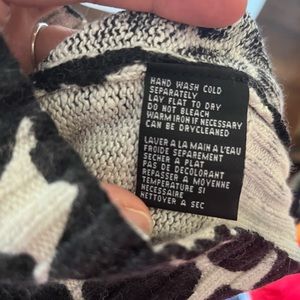 HAND WASH COLD
SEPARATELY
LAY FLAT TO DRY
DO NOT BLEACH
WARM IRON IF NECESSARY
CAN BE DRYCLEANED
LAVER A LA MAIN A L'EAU
FROIDE SEPAREMENT
SECHER A PLAT
PAS DE DECOLORANT
REPASSER A MOYENNE
TEMPERATURE SI
NECESSAIRE
NETTOYER A SEC